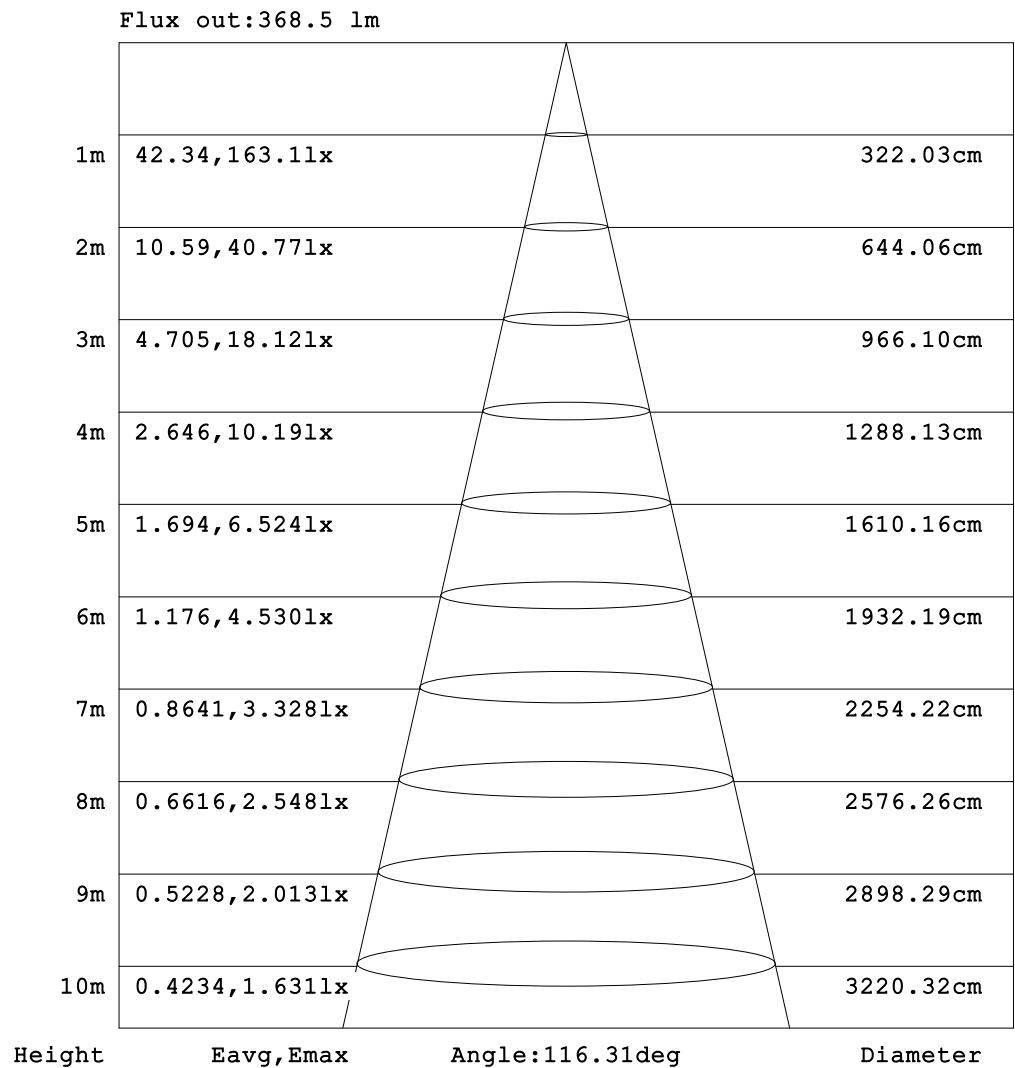 Flux out:368.5 lm
1m 42.34,163.1lx 322.03cm
2m 10.59,40.77lx 644.06cm
3m 4.705,18.12lx 966.10cm
4m 2.646,10.19lx 1288.13cm
5m 1.694,6.524lx 1610.16cm
6m 1.176,4.530lx 1932.19cm
7m 0.8641,3.328lx 2254.22cm
8m 0.6616,2.548lx 2576.26cm
9m 0.5228,2.013lx 2898.29cm
10m 0.4234,1.631lx 3220.32cm
Height Eavg,Emax Angle:116.31deg Diameter